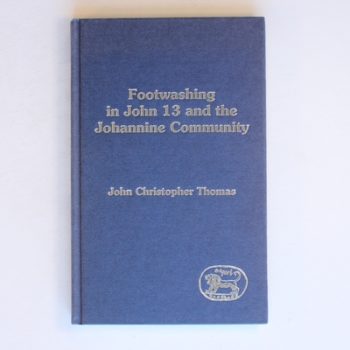 Footwashing
in John 13 and the
Johannine Community
John Christopher Thomas